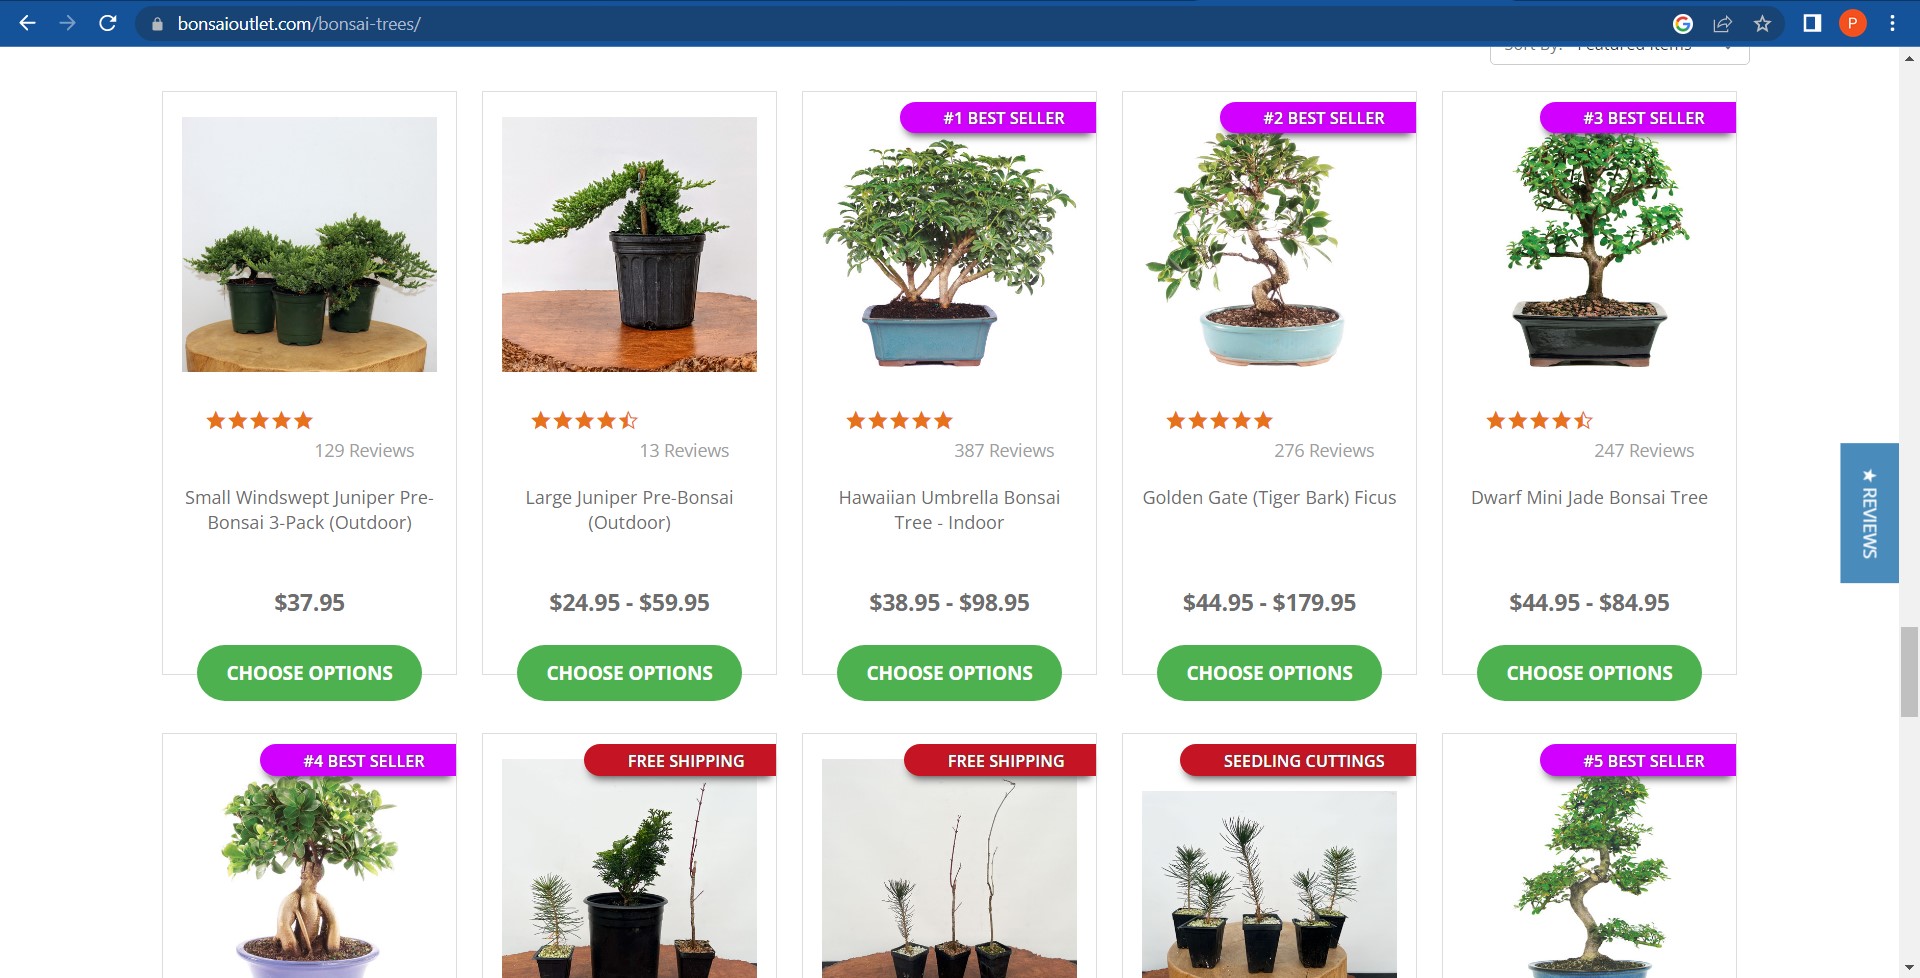 bonsaioutlet.com/bonsai-trees/
P
Sort By: Featured Items
#1 BEST SELLER
#2 BEST SELLER
#3 BEST SELLER
129 Reviews
13 Reviews
387 Reviews
276 Reviews
247 Reviews
Small Windswept Juniper Pre-
Bonsai 3-Pack (Outdoor)
Large Juniper Pre-Bonsai
(Outdoor)
Hawaiian Umbrella Bonsai
Tree - Indoor
Golden Gate (Tiger Bark) Ficus
Dwarf Mini Jade Bonsai Tree
★ REVIEWS
$37.95
$24.95 - $59.95
$38.95 - $98.95
$44.95 - $179.95
$44.95 - $84.95
CHOOSE OPTIONS
CHOOSE OPTIONS
CHOOSE OPTIONS
CHOOSE OPTIONS
CHOOSE OPTIONS
#4 BEST SELLER
FREE SHIPPING
FREE SHIPPING
SEEDLING CUTTINGS
#5 BEST SELLER